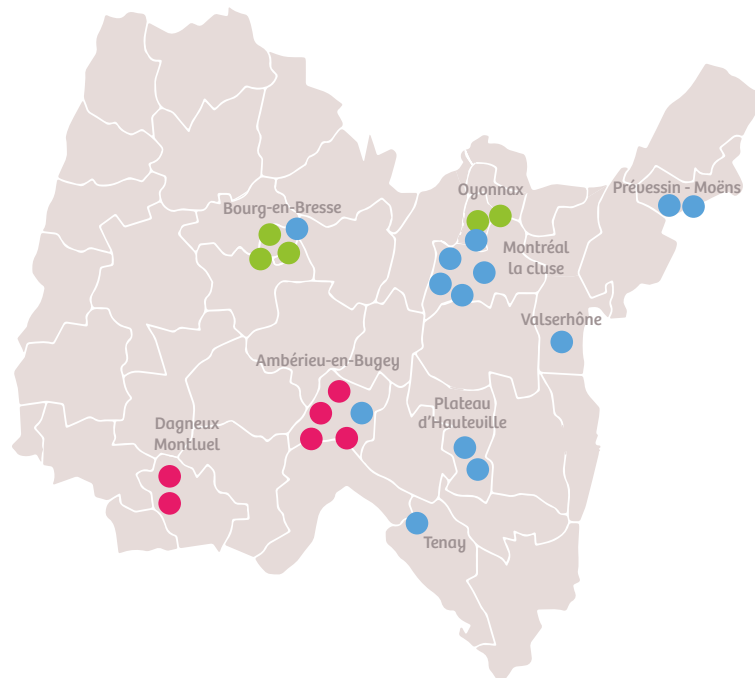 Oyonnax
Prévessin - Moëns
Bourg-en-Bresse
Montréal
la cluse
Valserhône
Ambérieu-en-Bugey
Plateau
d'Hauteville
Dagneux
Montluel
Tenay